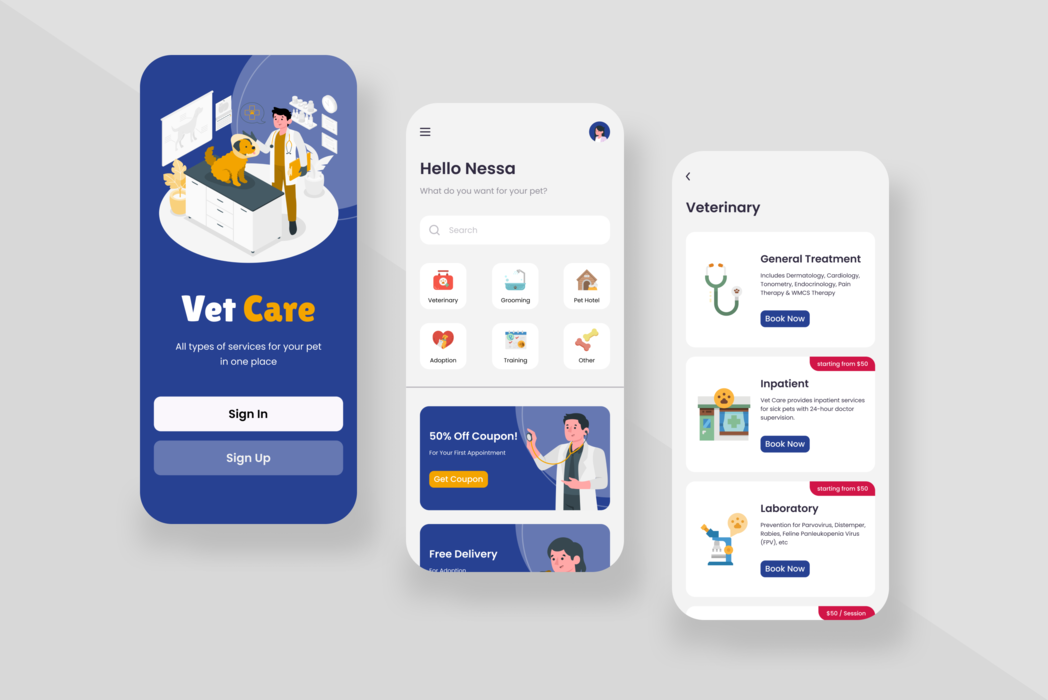 Vet Care
All types of services for your pet
in one place
Sign In
Sign Up
Hello Nessa
What do you want for your pet?
Search
Veterinary
Grooming
Pet Hotel
Adoption
Training
Other
50% Off Coupon!
For Your First Appointment
Get Coupon
Free Delivery
For Adoption
Veterinary
General Treatment
Includes Dermatology, Cardiology,
Tonometry, Endocrinology, Pain
Therapy & WMCS Therapy
Book Now
starting from $50
Inpatient
Vet Care provides inpatient services
for sick pets with 24-hour doctor
supervision.
Book Now
starting from $50
Laboratory
Prevention for Parvovirus, Distemper,
Rabies, Feline Panleukopenia Virus
(FPV), etc
Book Now
$50 / Session